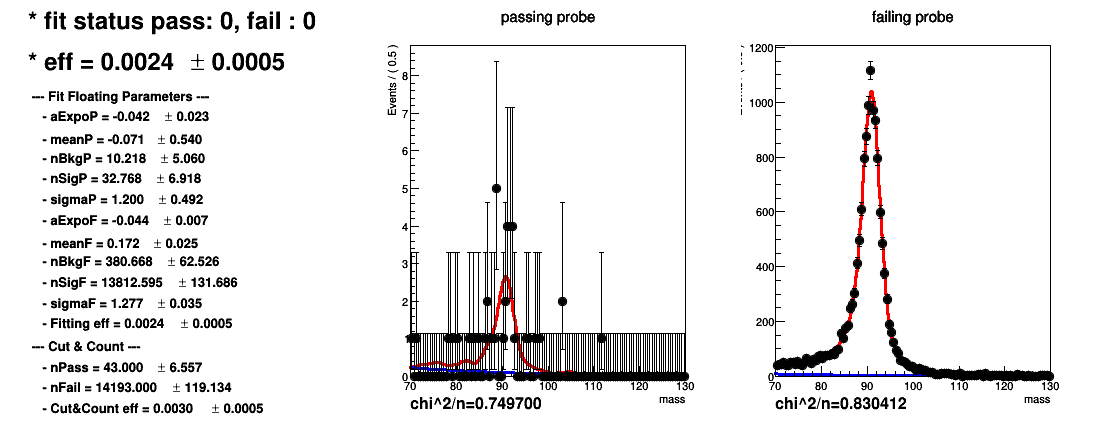 * fit status pass: 0, fail : 0
* eff = 0.0024 ± 0.0005
--- Fit Floating Parameters ---
- aExpoP = -0.042 ± 0.023
- meanP = -0.071 ± 0.540
- nBkgP = 10.218 ± 5.060
- nSigP = 32.768 ± 6.918
- sigmaP = 1.200 ± 0.492
- aExpoF = -0.044 ± 0.007
- meanF = 0.172 ± 0.025
- nBkgF = 380.668 ± 62.526
- nSigF = 13812.595 ± 131.686
- sigmaF = 1.277 ± 0.035
- Fitting eff = 0.0024 ± 0.0005
--- Cut & Count ---
- nPass = 43.000 ± 6.557
- nFail = 14193.000 ± 119.134
- Cut&Count eff = 0.0030 ± 0.0005
passing probe
Events / ( 0.5 )
8
7
6
5
4
3
2
1
0
70 80 90 100 110 120 130
mass
chi^2/n=0.749700
failing probe
1200
1000
800
600
400
200
0
70 80 90 100 110 120 130
mass
chi^2/n=0.830412